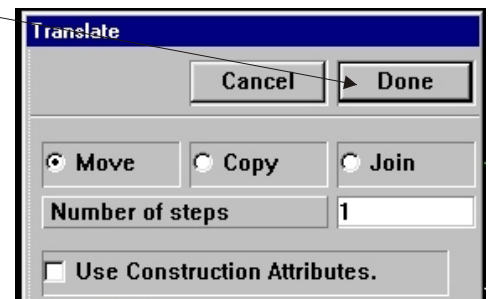 Translate
Cancel Done
Move Copy Join
Number of steps 1
Use Construction Attributes.